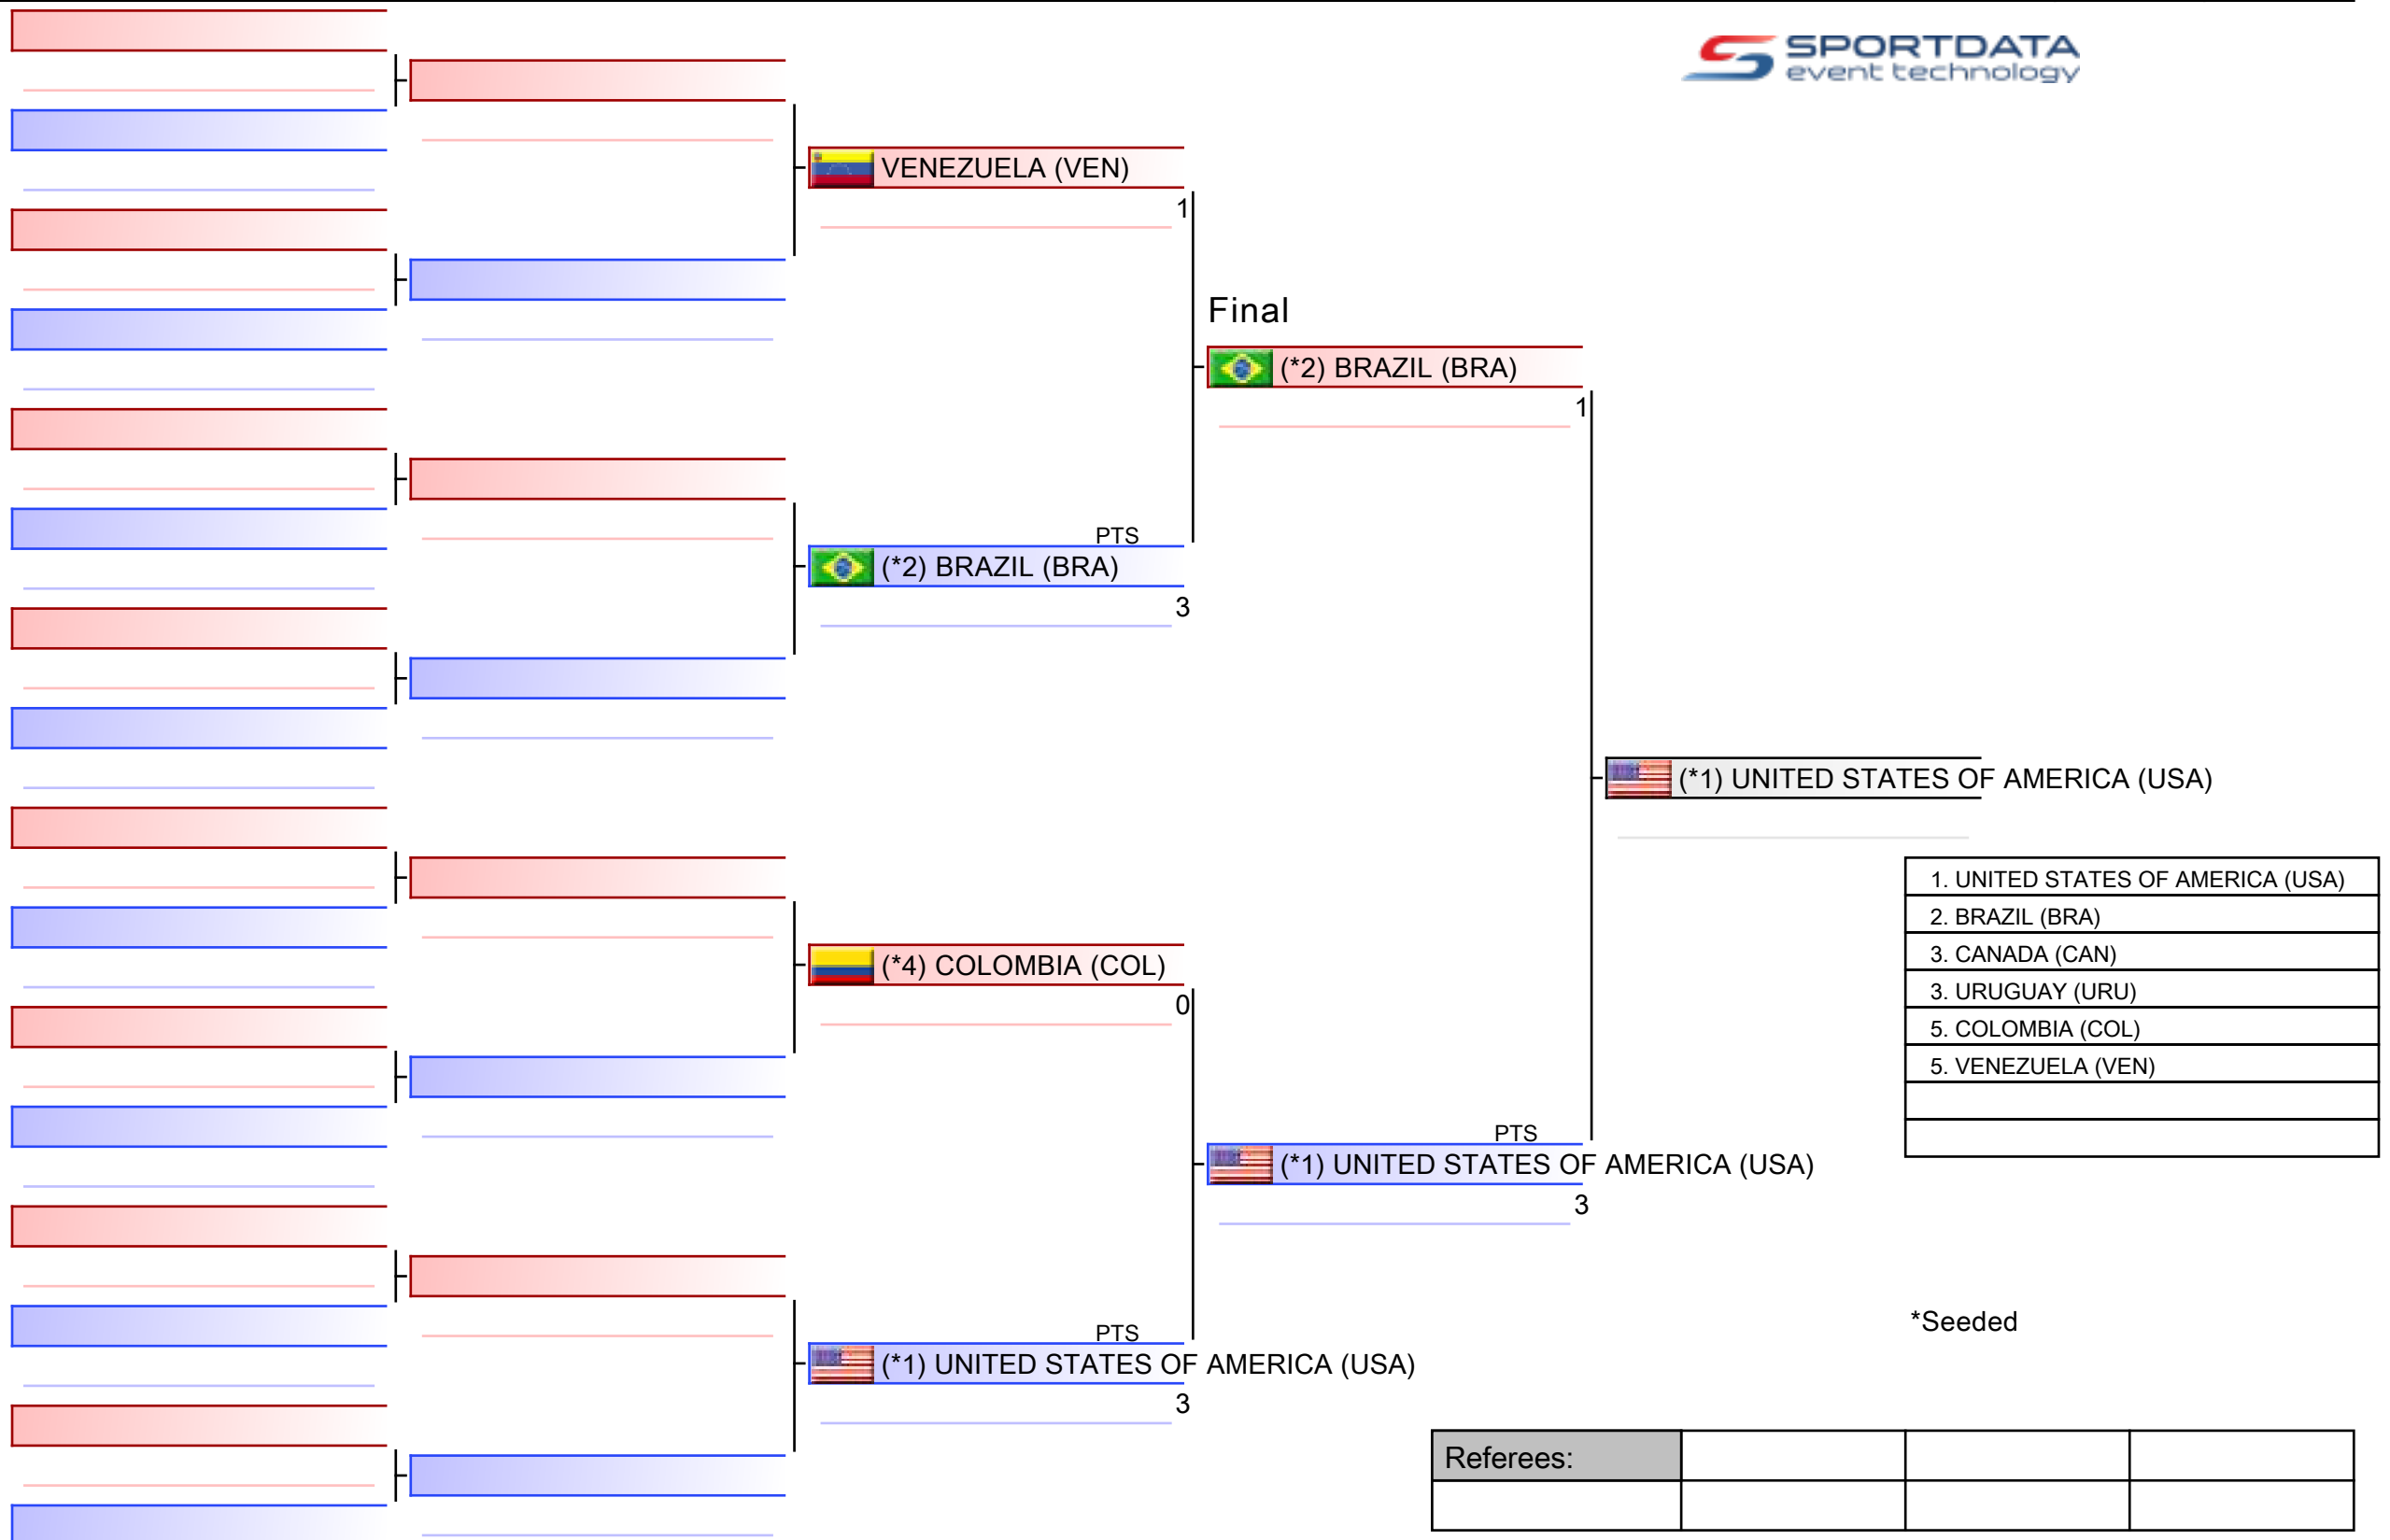 SPORTDATA
event technology
VENEZUELA (VEN)
1
Final
(*2) BRAZIL (BRA)
1
PTS
(*2) BRAZIL (BRA)
3
(*1) UNITED STATES OF AMERICA (USA)
1. UNITED STATES OF AMERICA (USA)
2. BRAZIL (BRA)
3. CANADA (CAN)
3. URUGUAY (URU)
5. COLOMBIA (COL)
5. VENEZUELA (VEN)
(*4) COLOMBIA (COL)
0
PTS
(*1) UNITED STATES OF AMERICA (USA)
3
*Seeded
PTS
(*1) UNITED STATES OF AMERICA (USA)
3
Referees: